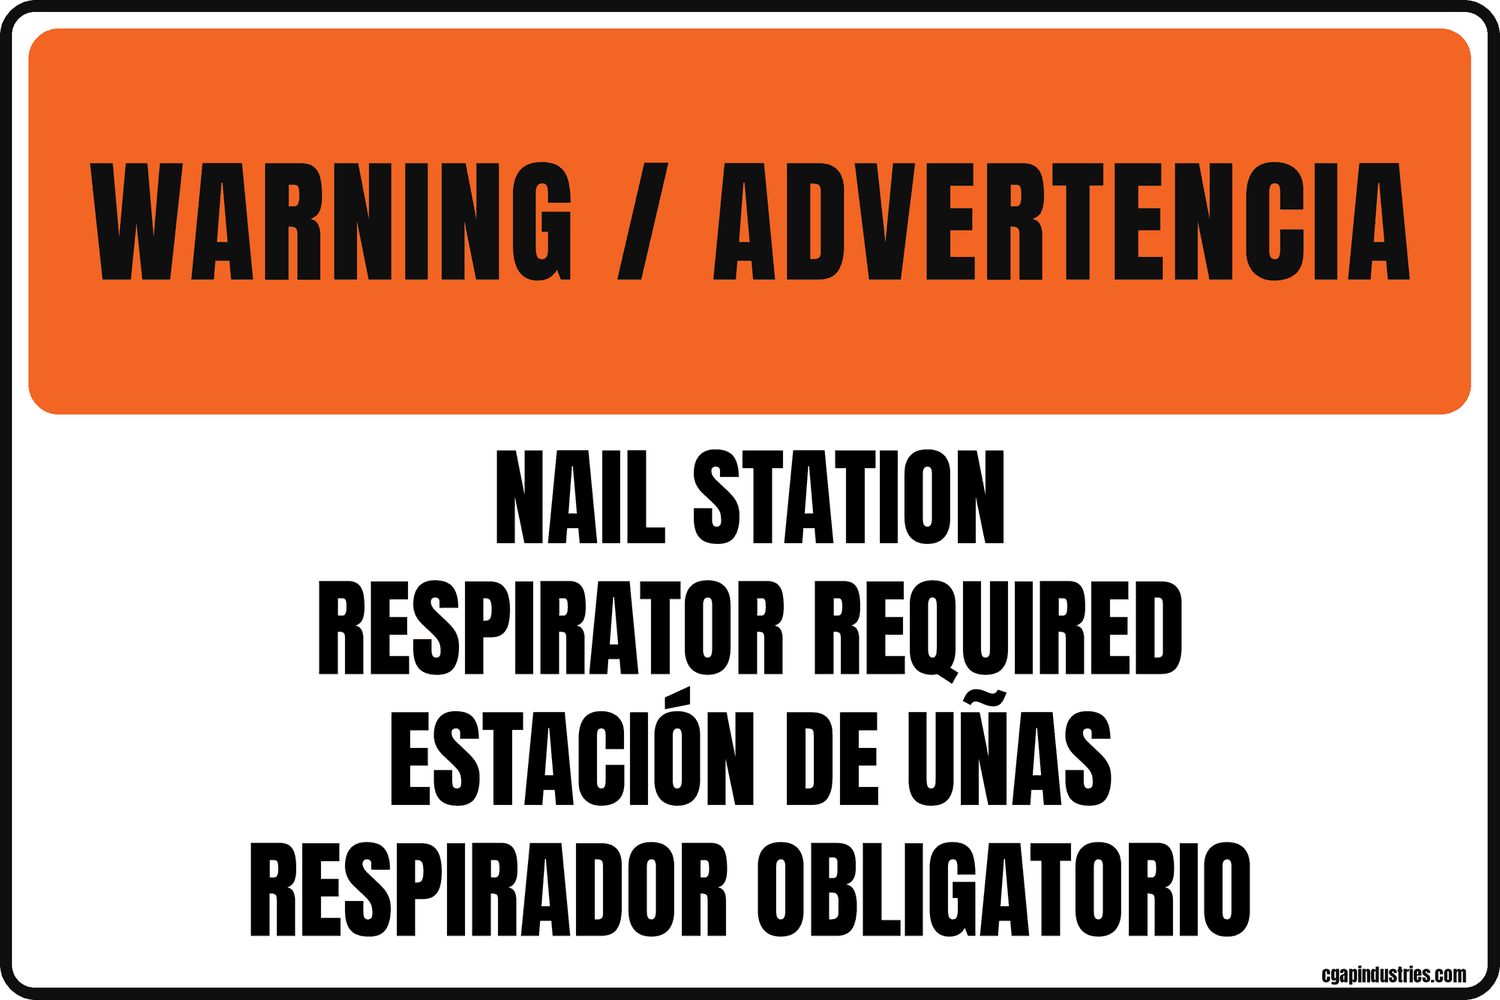 WARNING / ADVERTENCIA
NAIL STATION
RESPIRATOR REQUIRED
ESTACIÓN DE UÑAS
RESPIRADOR OBLIGATORIO
cgapindustries.com